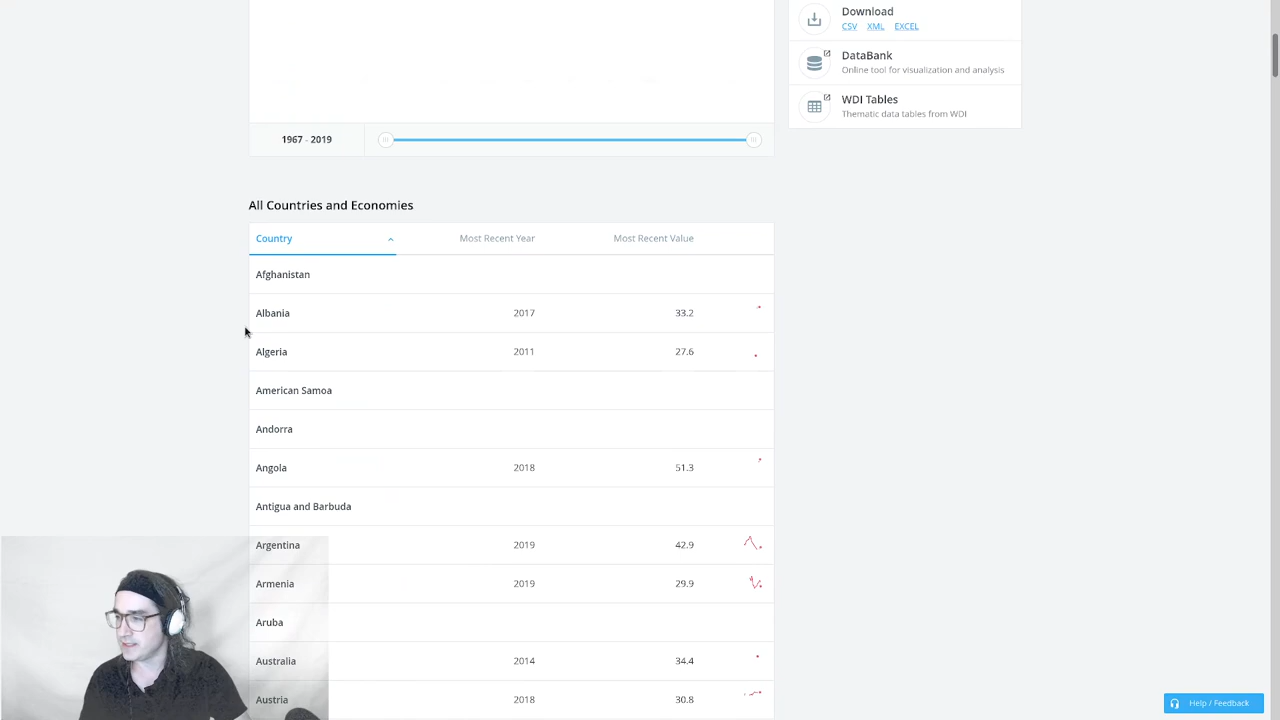 Download
CSV XML EXCEL
DataBank
Online tool for visualization and analysis
WDI Tables
Thematic data tables from WDI
1967 - 2019
All Countries and Economies
Country Most Recent Year Most Recent Value
Afghanistan
Albania 2017 33.2
Algeria 2011 27.6
American Samoa
Andorra
Angola 2018 51.3
Antigua and Barbuda
Argentina 2019 42.9
Armenia 2019 29.9
Aruba
Australia 2014 34.4
Austria 2018 30.8
Help / Feedback